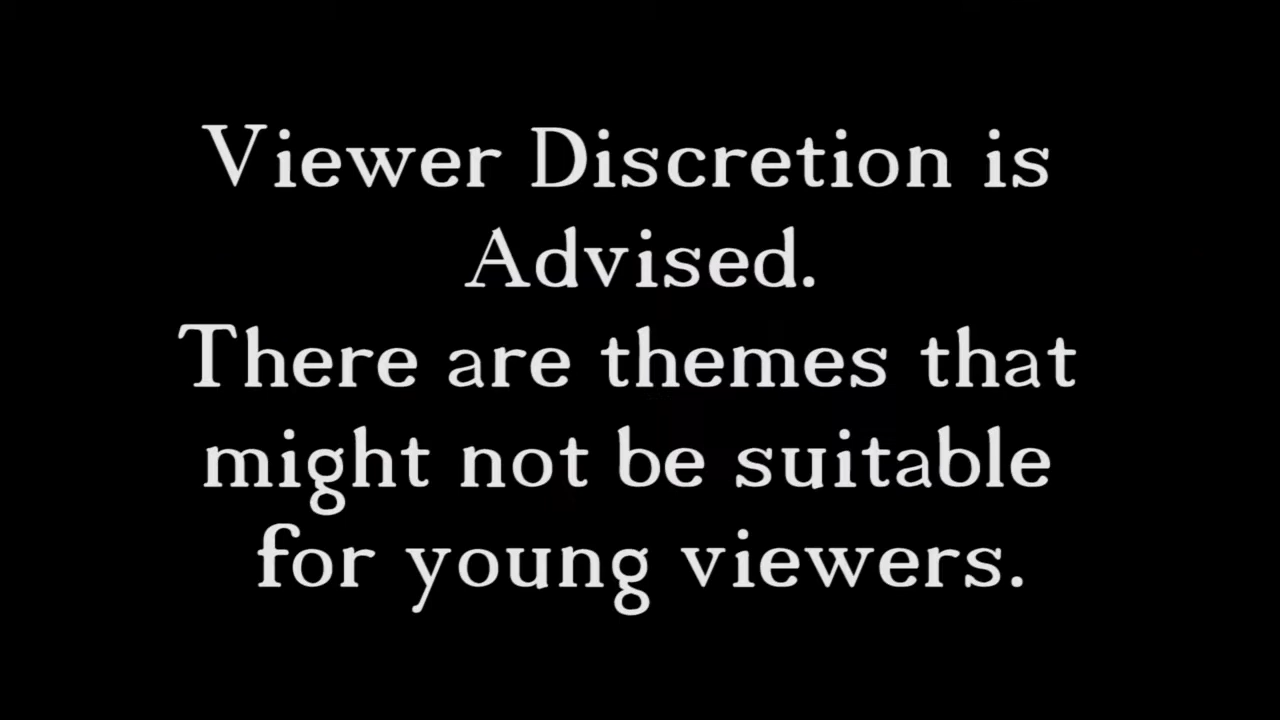 Viewer Discretion is
Advised.
There are themes that
might not be suitable
for young viewers.